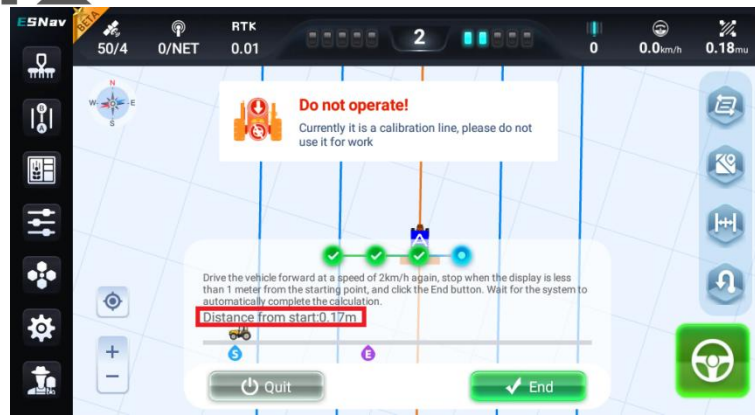 ESNav
BETA
50/4
0/NET
RTK
0.01
2
0
0.0km/h
0.18mu
N
W
E
S
Do not operate!
Currently it is a calibration line, please do not
use it for work
Drive the vehicle forward at a speed of 2km/h again, stop when the display is less
than 1 meter from the starting point, and click the End button. Wait for the system to
automatically complete the calculation.
Distance from start:0.17m
S
E
Quit
End